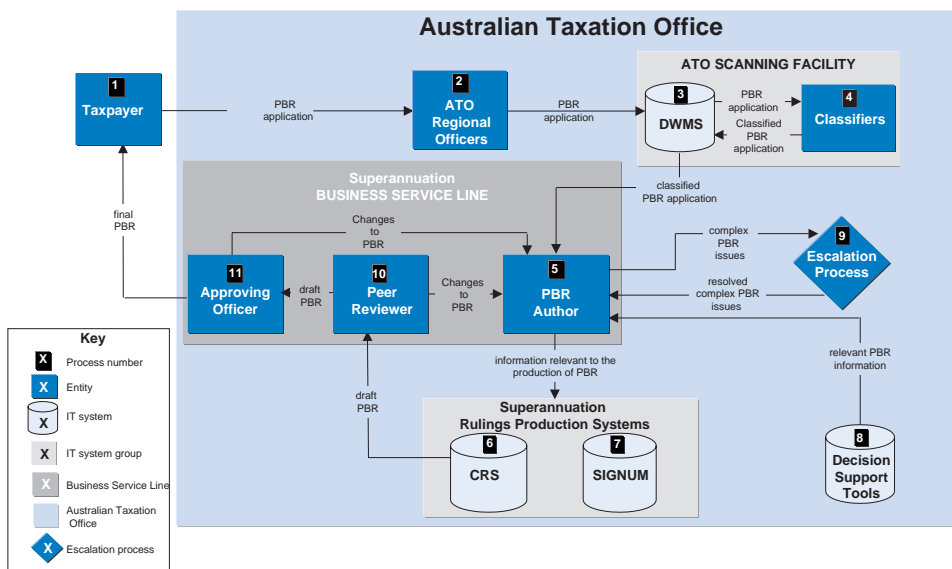 Australian Taxation Office
1
Taxpayer
PBR
application
2
ATO
Regional
Officers
PBR
application
ATO SCANNING FACILITY
3
DWMS
PBR
application
Classified
PBR
application
4
Classifiers
classified
PBR application
Superannuation
BUSINESS SERVICE LINE
final
PBR
Changes
to
PBR
11
Approving
Officer
draft
PBR
10
Peer
Reviewer
Changes
to
PBR
5
PBR
Author
complex
PBR
issues
9
Escalation
Process
resolved
complex PBR
issues
information relevant to the
production of PBR
relevant PBR
information
draft
PBR
Superannuation
Rulings Production Systems
6
CRS
7
SIGNUM
8
Decision
Support
Tools
Key
X
Process number
X
Entity
X
IT system
X
IT system group
X
Business Service Line
Australian Taxation
Office
X
Escalation process